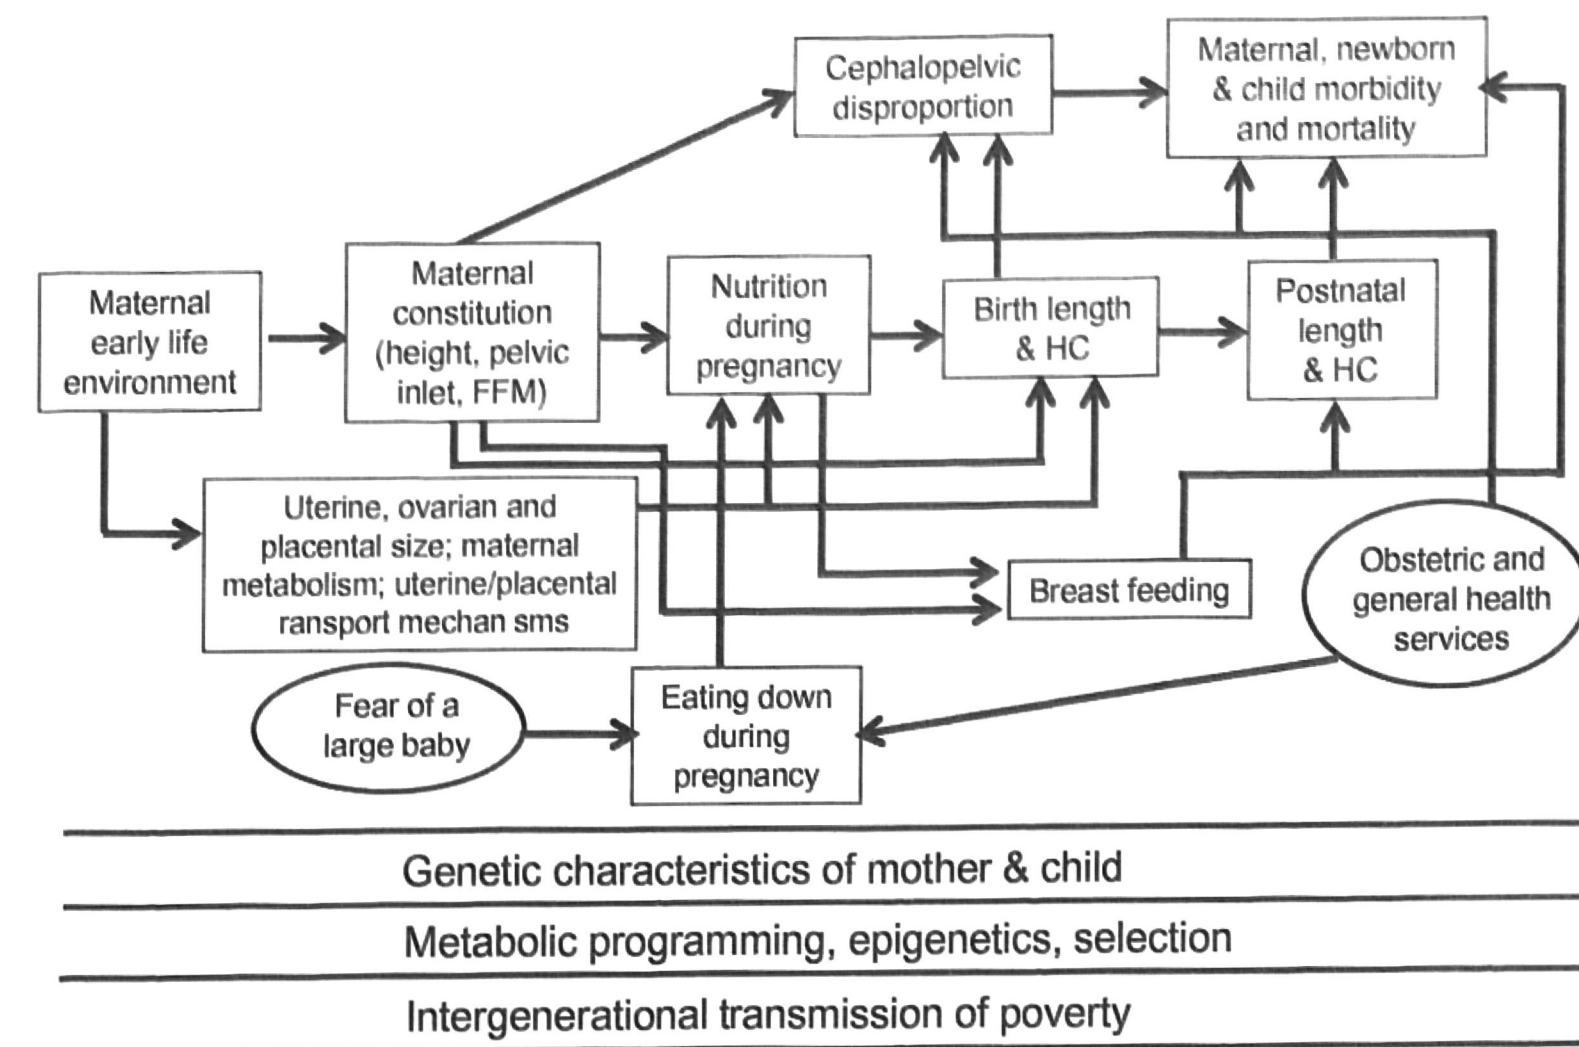 Cephalopelvic
disproportion
Maternal, newborn
& child morbidity
and mortality
Maternal
early life
environment
Maternal
constitution
(height, pelvic
inlet, FFM)
Nutrition
during
pregnancy
Birth length
& HC
Postnatal
length
& HC
Uterine, ovarian and
placental size; maternal
metabolism; uterine/placental
ransport mechan sms
Breast feeding
Obstetric and
general health
services
Fear of a
large baby
Eating down
during
pregnancy
Genetic characteristics of mother & child
Metabolic programming, epigenetics, selection
Intergenerational transmission of poverty